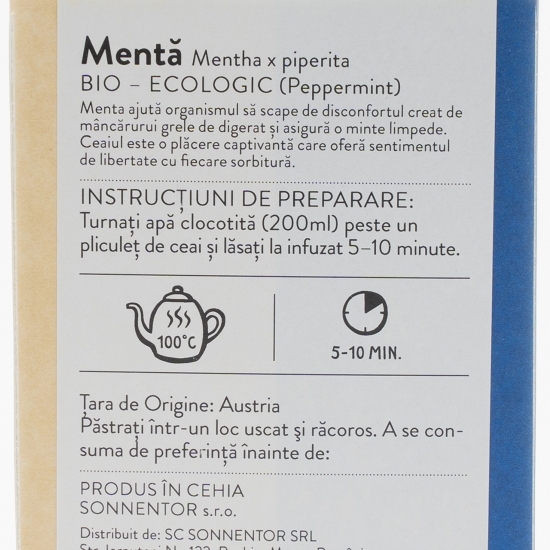 Mentă Mentha x piperita
BIO – ECOLOGIC (Peppermint)
Menta ajută organismul să scape de disconfortul creat de
mâncărurui grele de digerat și asigură o minte limpede.
Ceaiul este o plăcere captivantă care oferă sentimentul
de libertate cu fiecare sorbitură.
INSTRUCȚIUNI DE PREPARARE:
Turnați apă clocotită (200ml) peste un
pliculeț de ceai și lăsați la infuzat 5–10 minute.
100°C
5-10 MIN.
Țara de Origine: Austria
Păstrați într-un loc uscat și răcoros. A se con-
suma de preferință înainte de:
PRODUS ÎN CEHIA
SONNENTOR s.r.o.
Distribuit de: SC SONNENTOR SRL